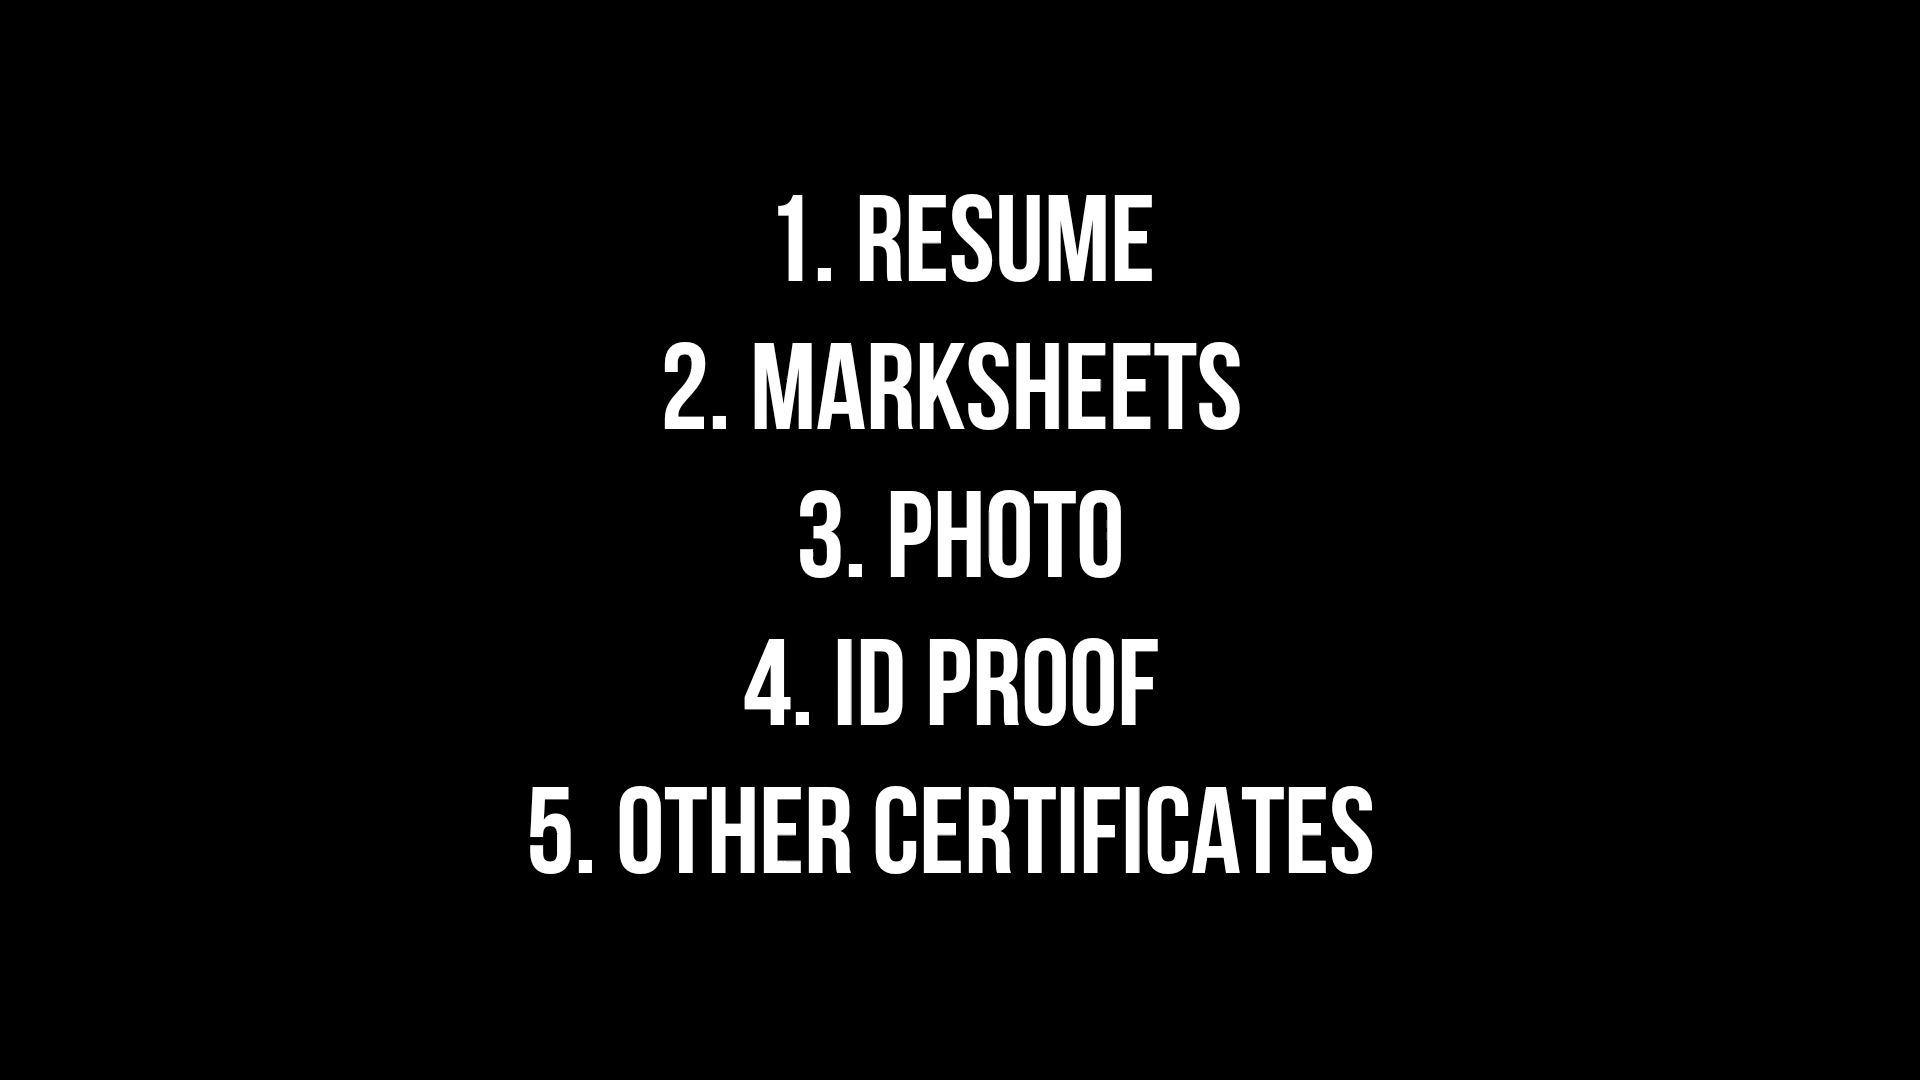 1. RESUME
2. MARKSHEETS
3. PHOTO
4. ID PROOF
5. OTHER CERTIFICATES